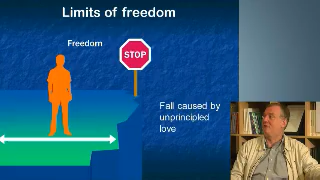 Limits of freedom
Freedom
STOP
Fall caused by
unprincipled
love